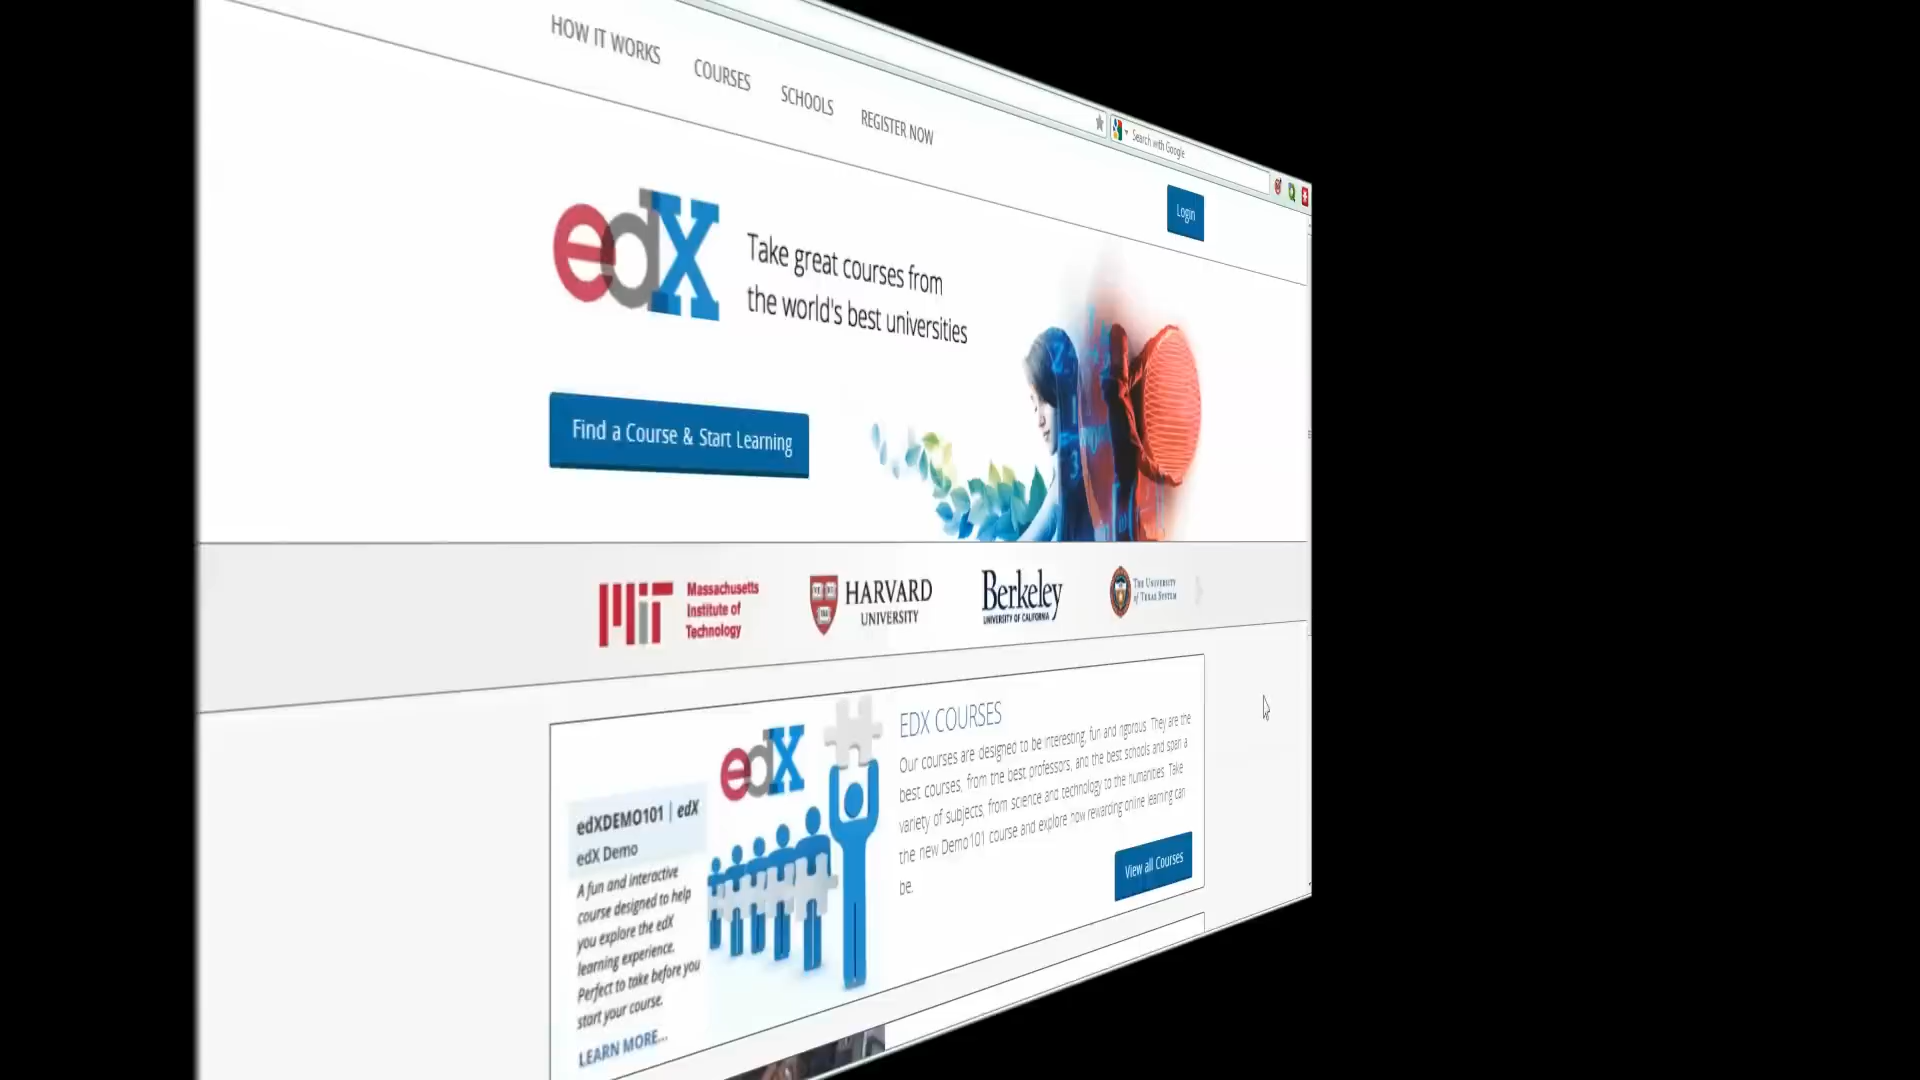 HOW IT WORKS
COURSES
SCHOOLS
REGISTER NOW
Search with Google
Login
edX
Take great courses from
the world's best universities
Find a Course & Start Learning
MIT
Massachusetts
Institute of
Technology
HARVARD
UNIVERSITY
Berkeley
UNIVERSITY OF CALIFORNIA
THE UNIVERSITY
of TEXAS SYSTEM
edX
edXDEMO101 | edX
edX Demo
A fun and interactive
course designed to help
you explore the edX
learning experience.
Perfect to take before you
start your course.
LEARN MORE...
EDX COURSES
Our courses are designed to be interesting, fun and rigorous. They are the
best courses, from the best professors, and the best schools and span a
variety of subjects, from science and technology to the humanities. Take
the new Demo101 course and explore how rewarding online learning can
be.
View all Courses